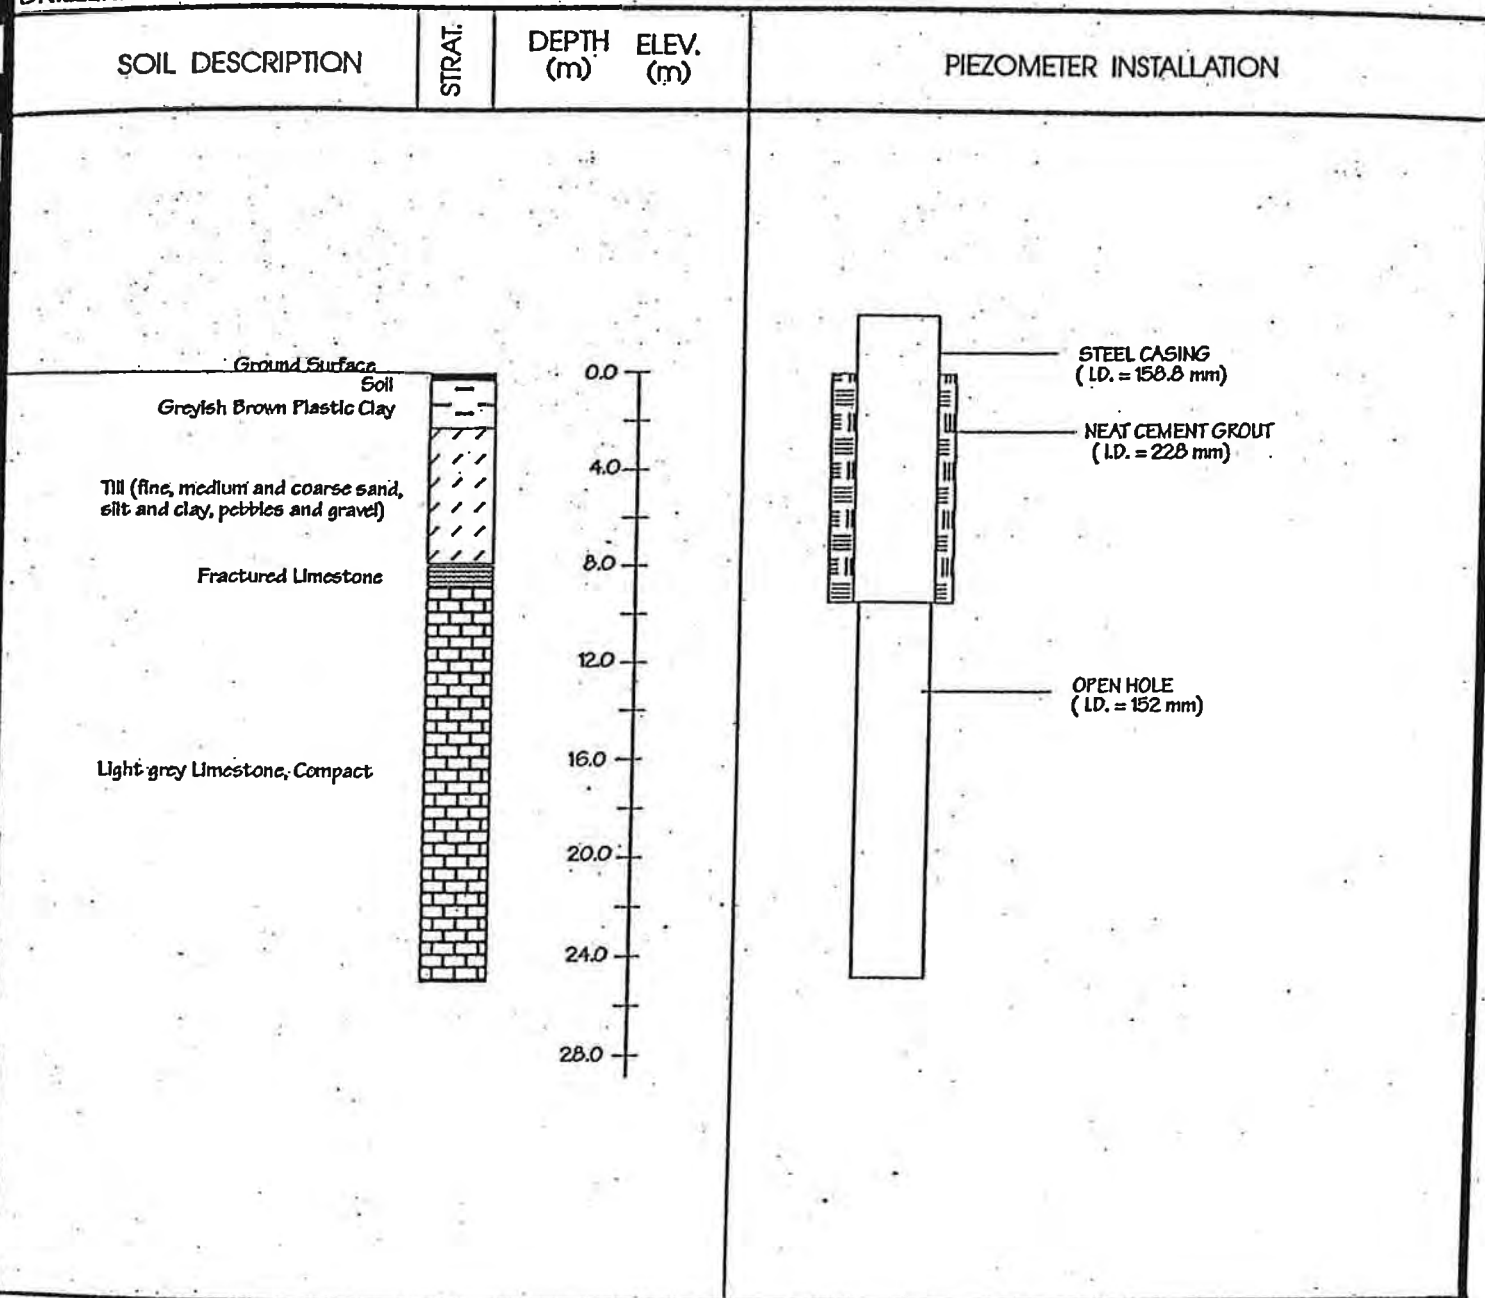 SOIL DESCRIPTION
STRAT.
DEPTH
(m)
ELEV.
(m)
PIEZOMETER INSTALLATION
Ground Surface
Soil
Greyish Brown Plastic Clay
Till (fine, medium and coarse sand,
silt and clay, pebbles and gravel)
Fractured Limestone
Light grey Limestone, Compact
0.0
4.0
8.0
12.0
16.0
20.0
24.0
28.0
STEEL CASING
( I.D. = 158.8 mm)
NEAT CEMENT GROUT
( I.D. = 228 mm)
OPEN HOLE
( I.D. = 152 mm)